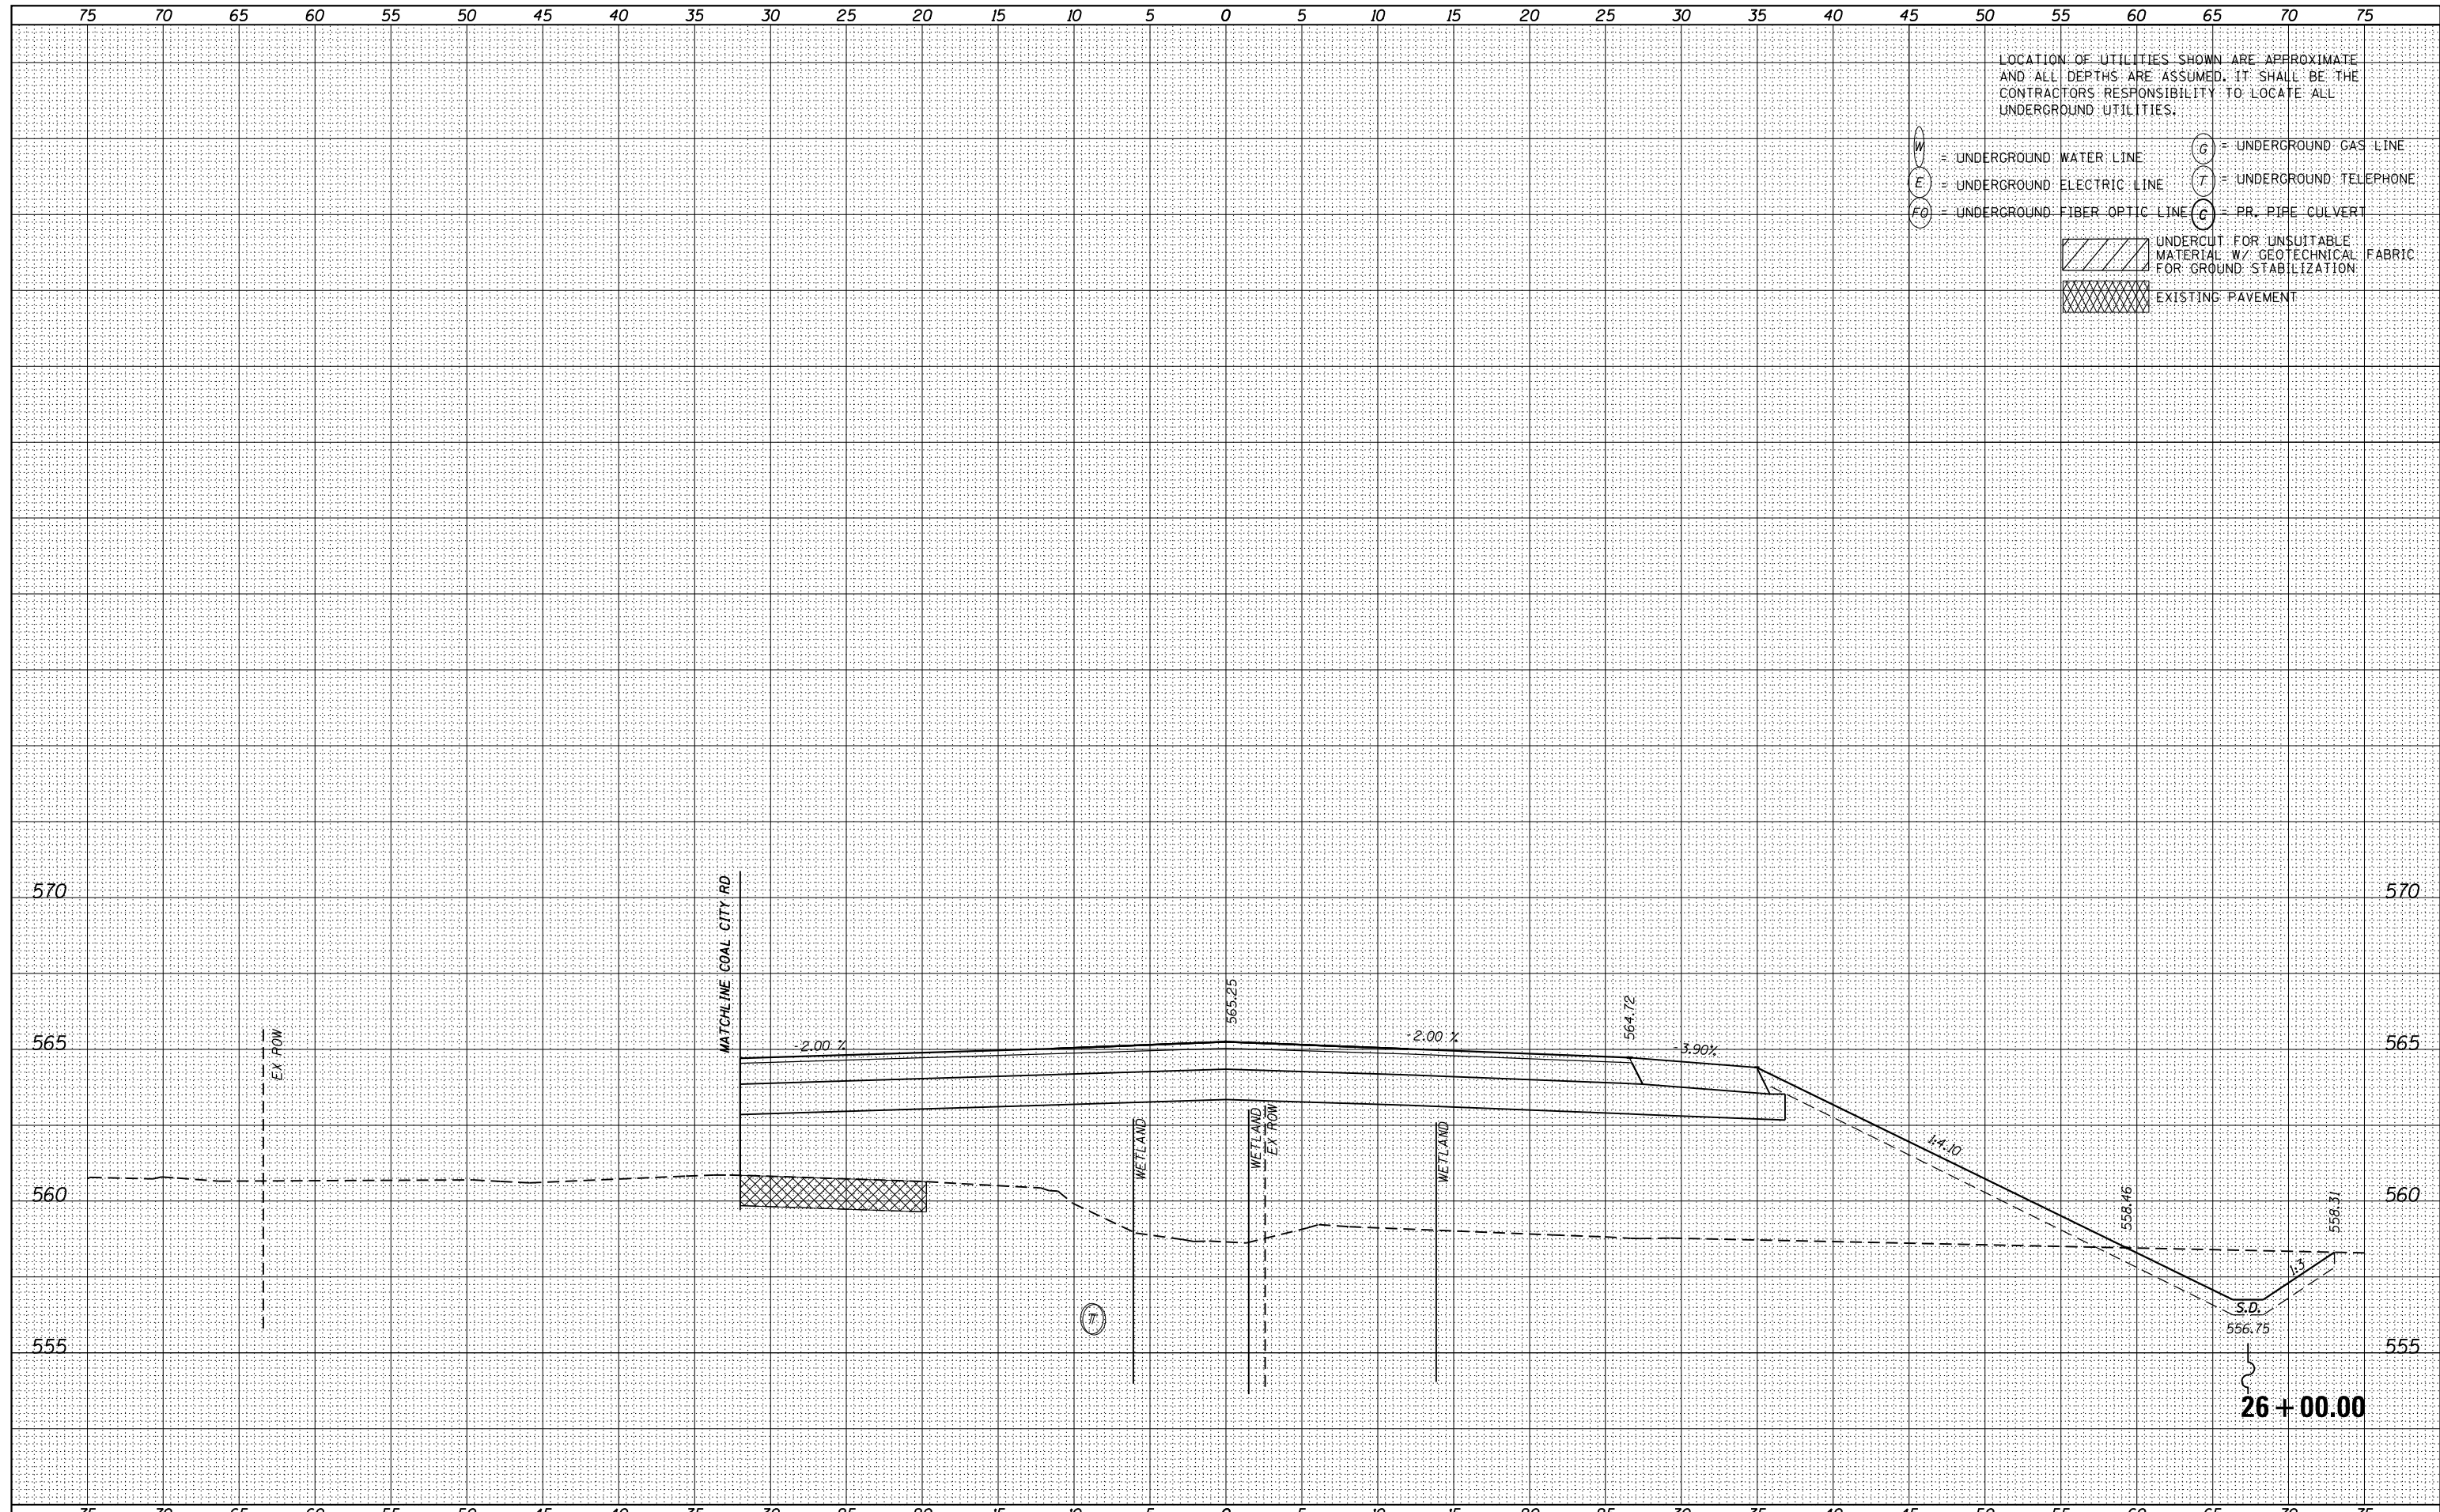 75 70 65 60 55 50 45 40 35 30 25 20 15 10 5 0 5 10 15 20 25 30 35 40 45 50 55 60 65 70 75
LOCATION OF UTILITIES SHOWN ARE APPROXIMATE
AND ALL DEPTHS ARE ASSUMED. IT SHALL BE THE
CONTRACTORS RESPONSIBILITY TO LOCATE ALL
UNDERGROUND UTILITIES.
W = UNDERGROUND WATER LINE
G = UNDERGROUND GAS LINE
E = UNDERGROUND ELECTRIC LINE
T = UNDERGROUND TELEPHONE
FO = UNDERGROUND FIBER OPTIC LINE
C = PR. PIPE CULVERT
UNDERCUT FOR UNSUITABLE
MATERIAL W/ GEOTECHNICAL FABRIC
FOR GROUND STABILIZATION
EXISTING PAVEMENT
570
570
MATCHLINE COAL CITY RD
565.25
564.72
565
EX ROW
-2.00 %
-2.00 %
-3.90%
565
WETLAND
WETLAND
EX ROW
WETLAND
1:4.10
560
558.46
558.31
560
1:3
T
S.D.
556.75
555
555
26+00.00
75 70 65 60 55 50 45 40 35 30 25 20 15 10 5 0 5 10 15 20 25 30 35 40 45 50 55 60 65 70 75